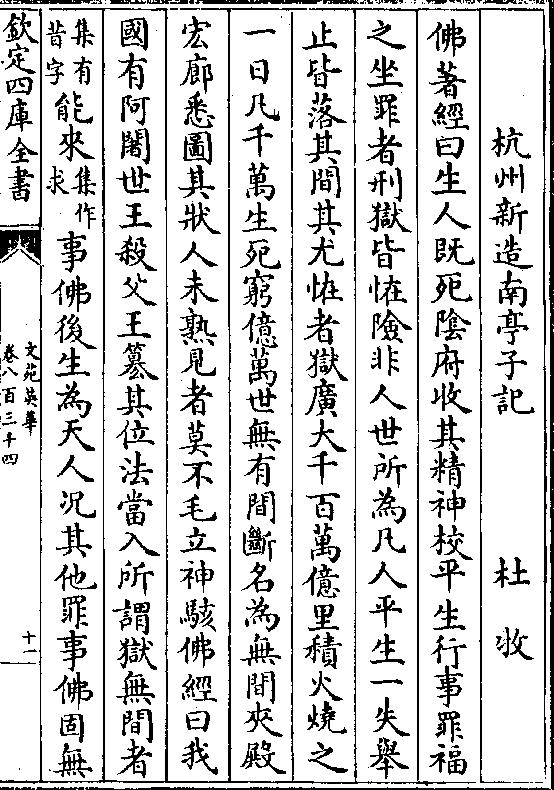 杭州新造南亭子記 杜牧
佛著經曰生人既死陰府收其精神校平生行事罪福
之坐罪者刑獄皆恠險非人世所為凡人平生一失舉
止皆落其間其尤恠者獄廣大千百萬億里積火燒之
一日凡千萬生死窮億萬世無有間斷名為無間夾殿
宏廊悉圖其狀人未熟見者莫不毛立神駭佛經曰我
國有阿闍世王殺父王篡其位法當入所謂獄無間者
集有昔字能來集作求事佛後生為天人況其他罪事佛固無
欽定四庫全書
文苑英華
卷八百三十四
十一